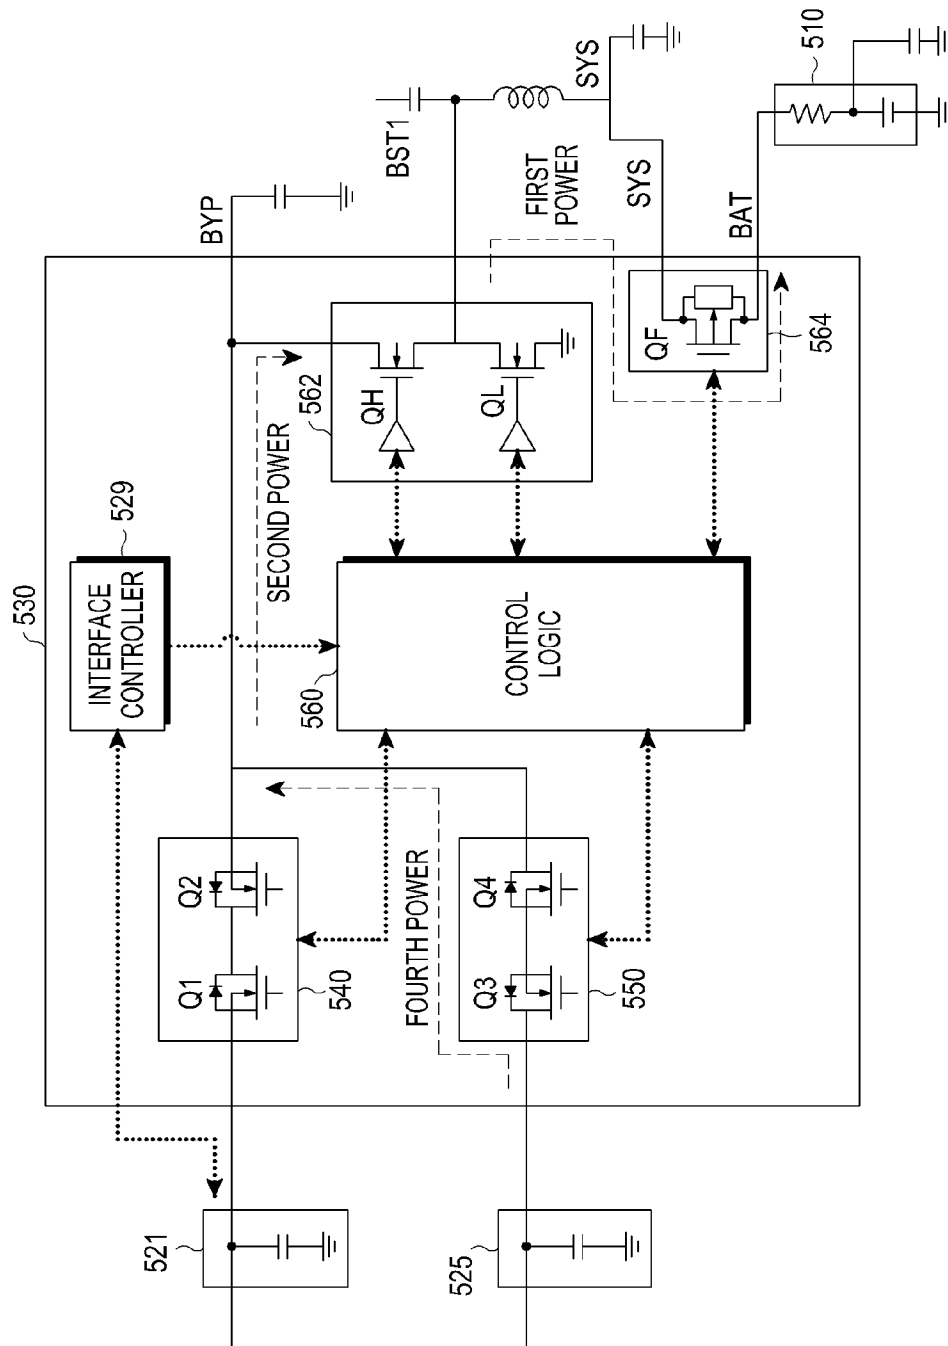 530
INTERFACE
CONTROLLER
529
BYP
BST1
SYS
510
SECOND POWER
562
QH
QL
FIRST
POWER
SYS
BAT
QF
564
560
CONTROL
LOGIC
Q1
Q2
540
FOURTH POWER
Q3
Q4
550
521
525